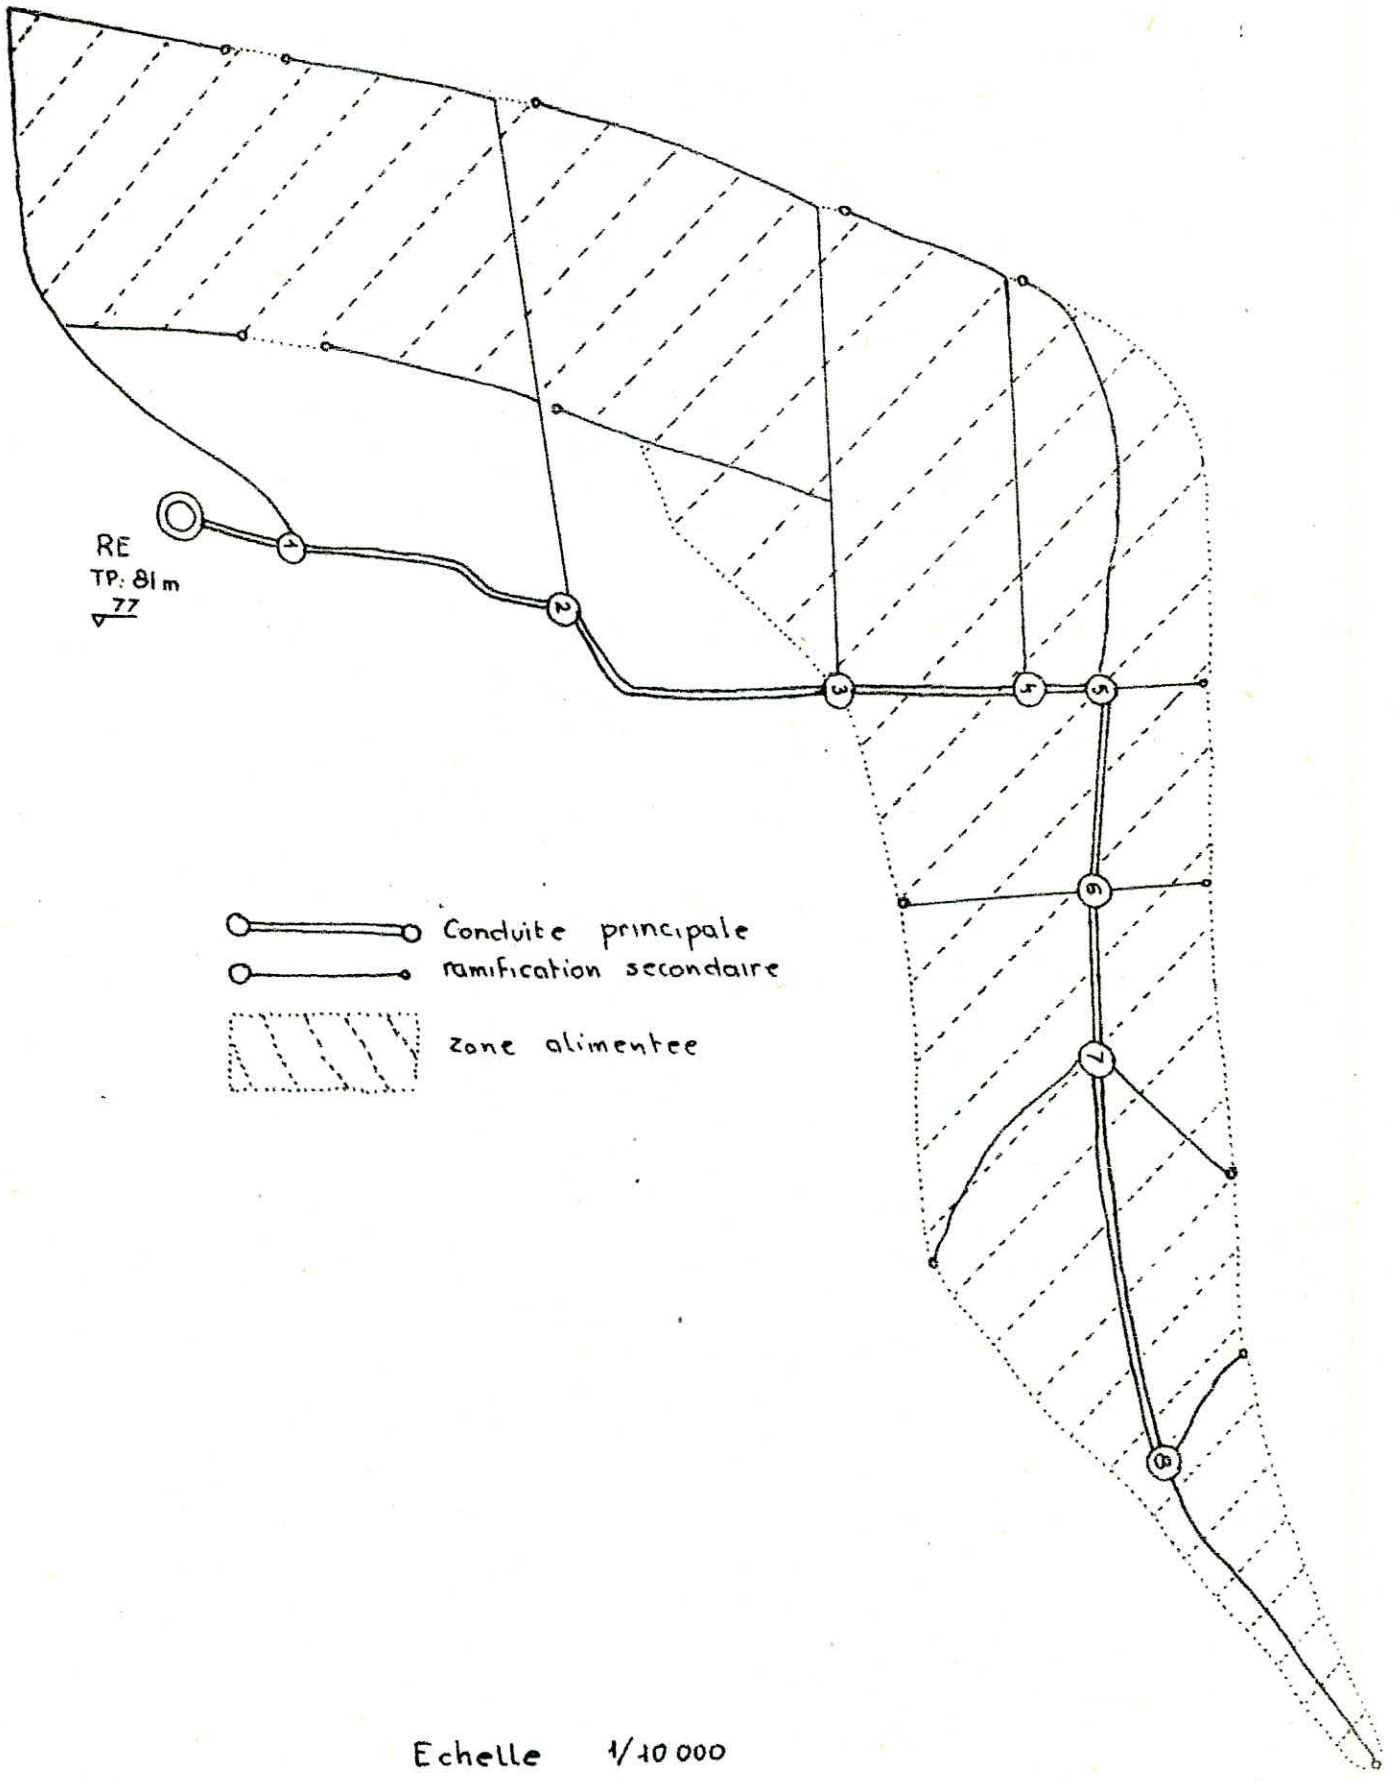 1
RE
TP: 81 m
77
2
3
4
5
6
Conduite principale
ramification secondaire
zone alimentee
7
8
Echelle 1/10 000